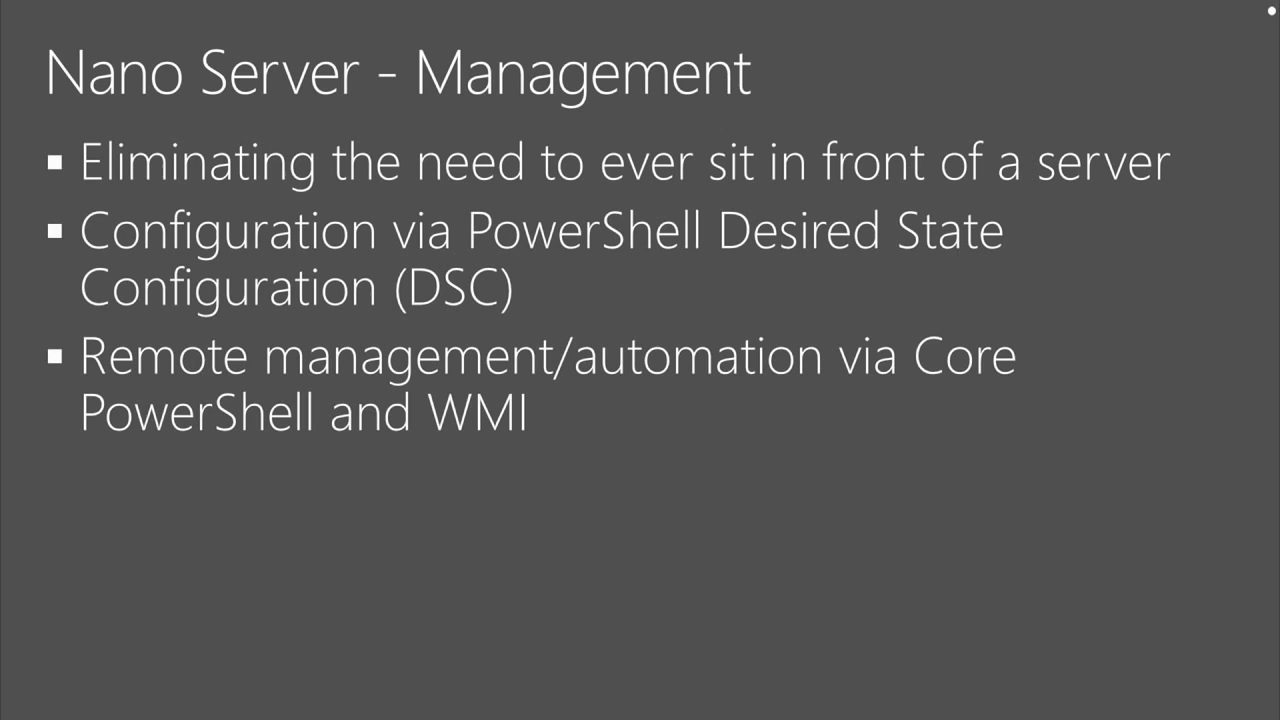 Nano Server - Management
▪ Eliminating the need to ever sit in front of a server
▪ Configuration via PowerShell Desired State
Configuration (DSC)
▪ Remote management/automation via Core
PowerShell and WMI